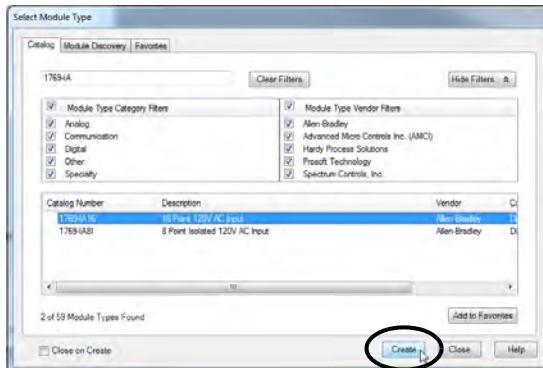 Select Module Type
Catalog Module Discovery Favorites
1769-IA Clear Filters Hide Filters
Module Type Category Filters Module Type Vendor Filters
Analog Allen-Bradley
Communication Advanced Micro Controls Inc. (AMCI)
Digital Hardy Process Solutions
Other Prosoft Technology
Specialty Spectrum Controls, Inc.
Catalog Number Description Vendor
1769-IA16 16 Point 120V AC Input Allen-Bradley
1769-IA8I 8 Point Isolated 120V AC Input Allen-Bradley
2 of 59 Module Types Found Add to Favorites
Close on Create Create Close Help